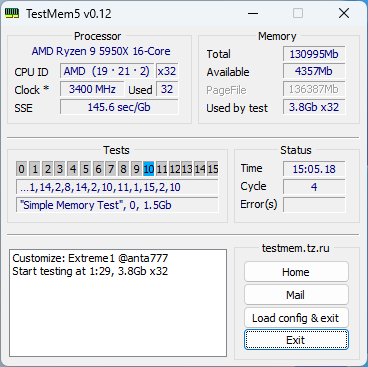 TestMem5 v0.12
Processor
AMD Ryzen 9 5950X 16-Core
CPU ID AMD (19 · 21 · 2) x32
Clock * 3400 MHz Used 32
SSE 145.6 sec/Gb
Memory
Total 130995Mb
Available 4357Mb
PageFile 136387Mb
Used by test 3.8Gb x32
Tests
0 1 2 3 4 5 6 7 8 9 10 11 12 13 14 15
...1,14,2,8,14,2,10,11,1,15,2,10
"Simple Memory Test", 0, 1.5Gb
Status
Time 15:05.18
Cycle 4
Error(s)
Customize: Extreme1 @anta777
Start testing at 1:29, 3.8Gb x32
testmem.tz.ru
Home
Mail
Load config & exit
Exit